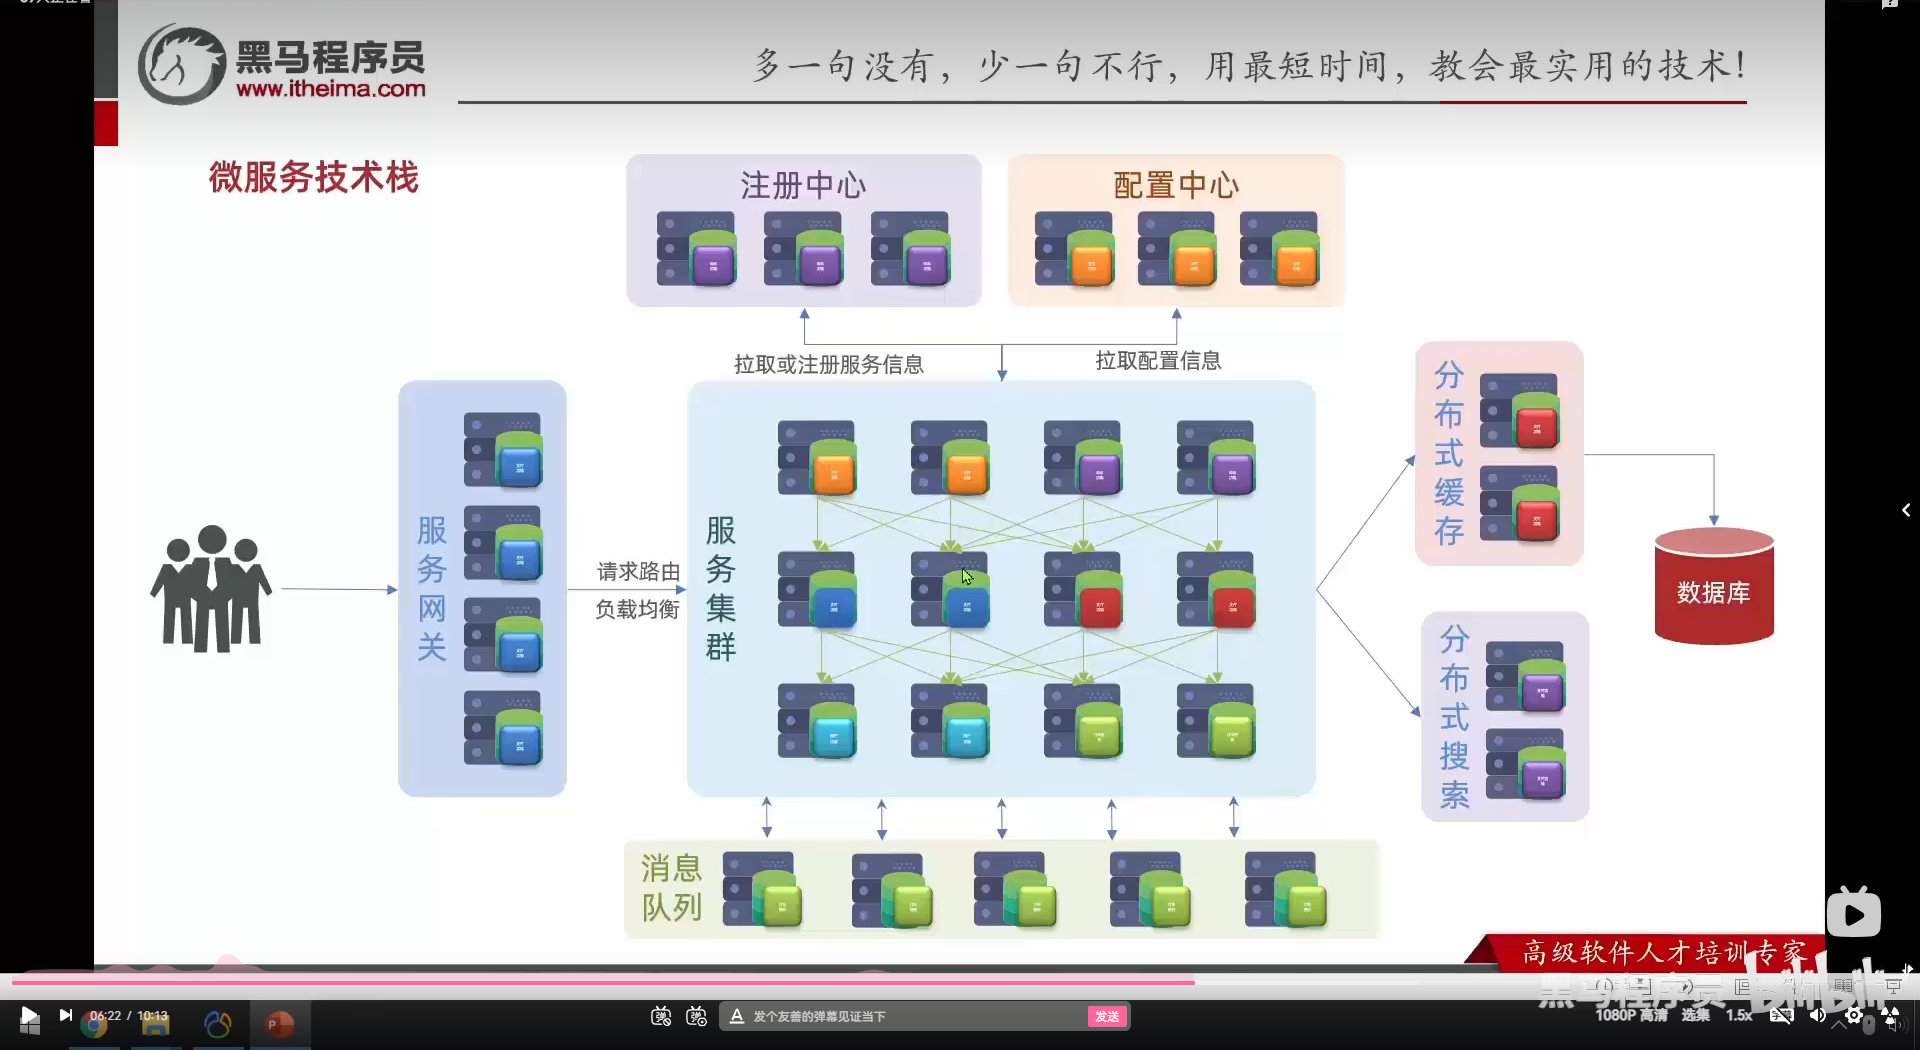 黑马程序员
www.itheima.com
多一句没有，少一句不行，用最短时间，教会最实用的技术！
微服务技术栈
注册中心
配置中心
拉取或注册服务信息
拉取配置信息
服务网关
请求路由
负载均衡
服务集群
分布式缓存
数据库
分布式搜索
消息
队列
高级软件人才培训专家
黑马程序员
bilibili
06:22 / 10:13
发个友善的弹幕见证当下
发送
1080P 高清
选集
1.5x